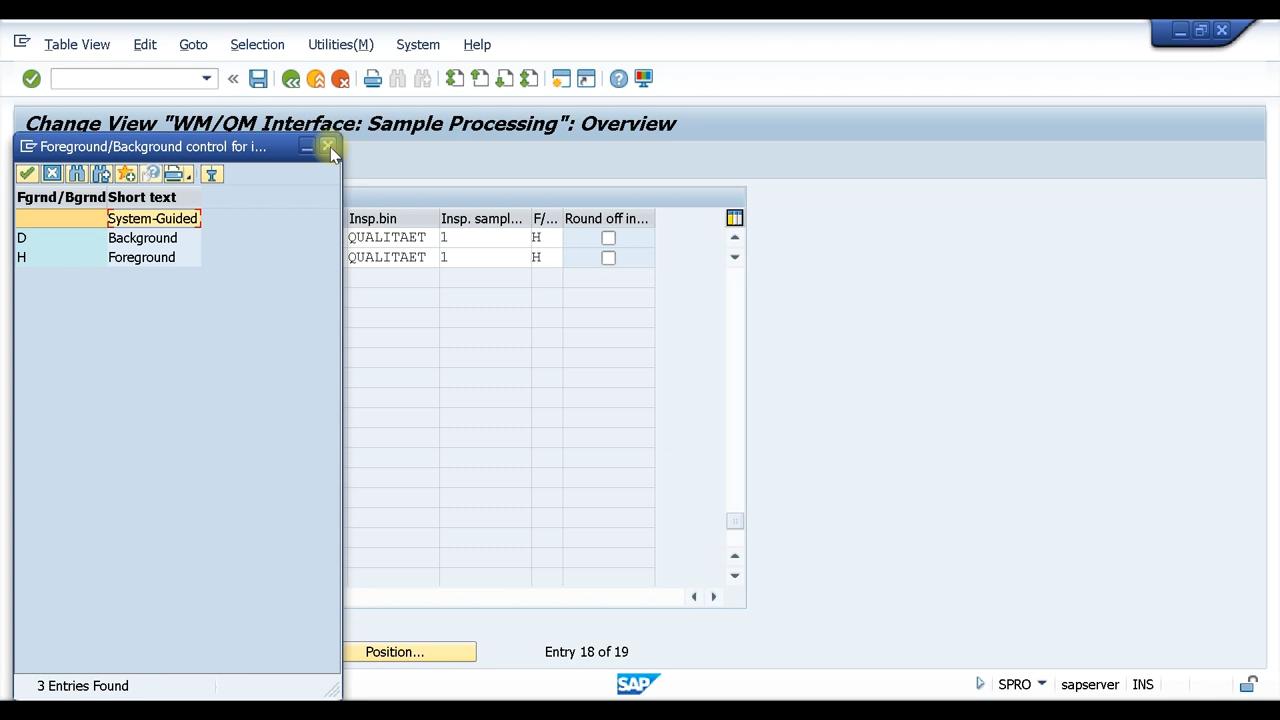 Table View Edit Goto Selection Utilities(M) System Help
Change View "WM/QM Interface: Sample Processing": Overview
Foreground/Background control for i...
Fgrnd/Bgrnd Short text
System-Guided
D Background
H Foreground
Insp.bin Insp. sampl... F/... Round off in...
QUALITAET 1 H
QUALITAET 1 H
Position... Entry 18 of 19
3 Entries Found
SAP SPRO sapserver INS